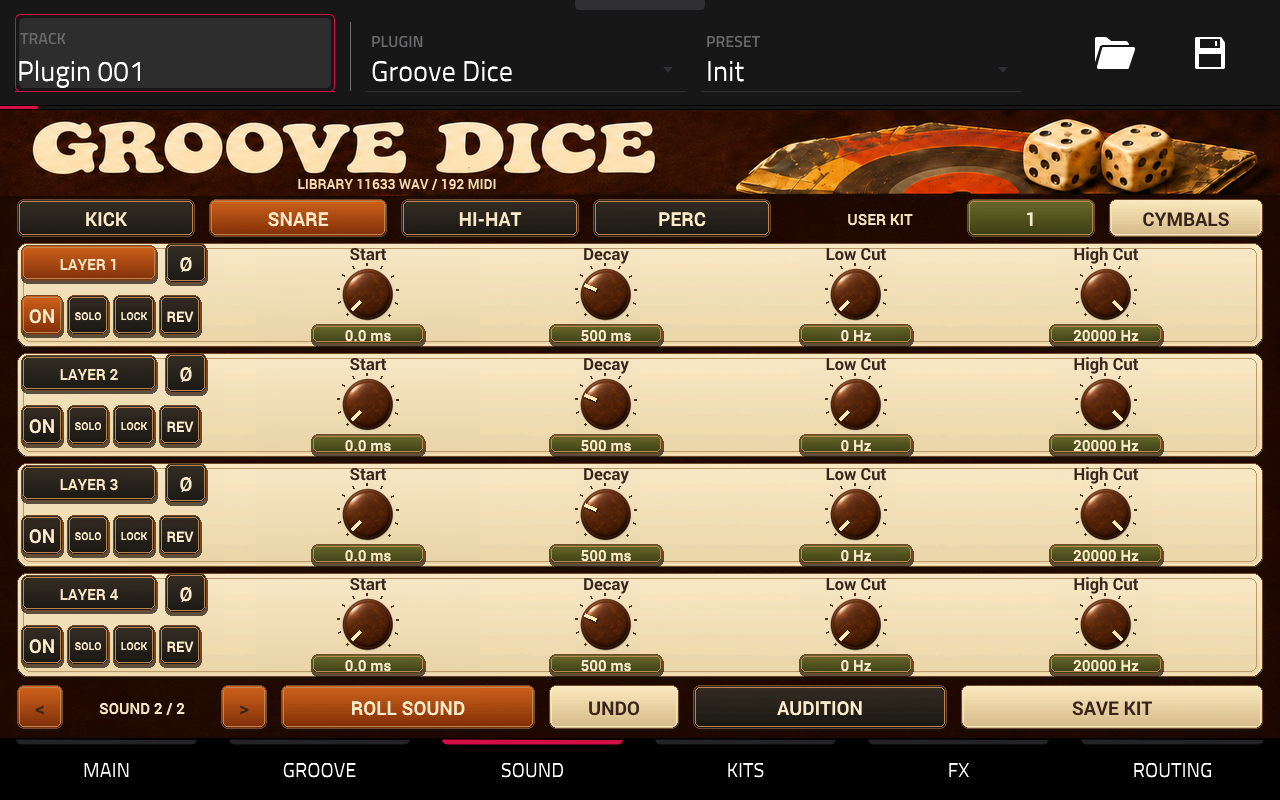 TRACK
Plugin 001
PLUGIN
Groove Dice
PRESET
Init
GROOVE DICE
LIBRARY 11633 WAV / 192 MIDI
KICK SNARE HI-HAT PERC USER KIT 1 CYMBALS
LAYER 1 Ø Start Decay Low Cut High Cut
ON SOLO LOCK REV 0.0 ms 500 ms 0 Hz 20000 Hz
LAYER 2 Ø Start Decay Low Cut High Cut
ON SOLO LOCK REV 0.0 ms 500 ms 0 Hz 20000 Hz
LAYER 3 Ø Start Decay Low Cut High Cut
ON SOLO LOCK REV 0.0 ms 500 ms 0 Hz 20000 Hz
LAYER 4 Ø Start Decay Low Cut High Cut
ON SOLO LOCK REV 0.0 ms 500 ms 0 Hz 20000 Hz
< SOUND 2 / 2 > ROLL SOUND UNDO AUDITION SAVE KIT
MAIN GROOVE SOUND KITS FX ROUTING